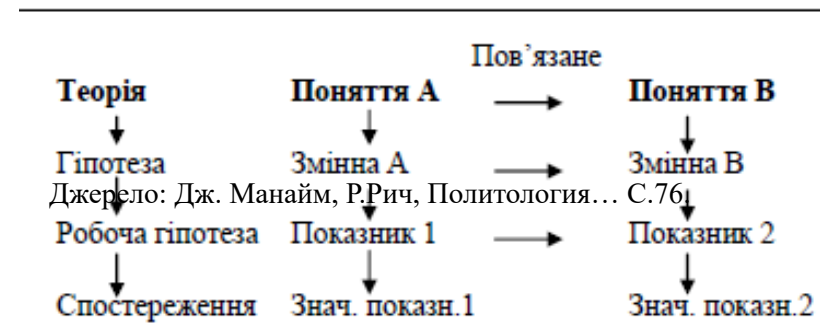 Пов’язане
Теорія Поняття А Поняття В
Гіпотеза Змінна А Змінна В
Джерело: Дж. Манайм, Р.Рич, Политология… С.76.
Робоча гіпотеза Показник 1 Показник 2
Спостереження Знач. показн.1 Знач. показн.2